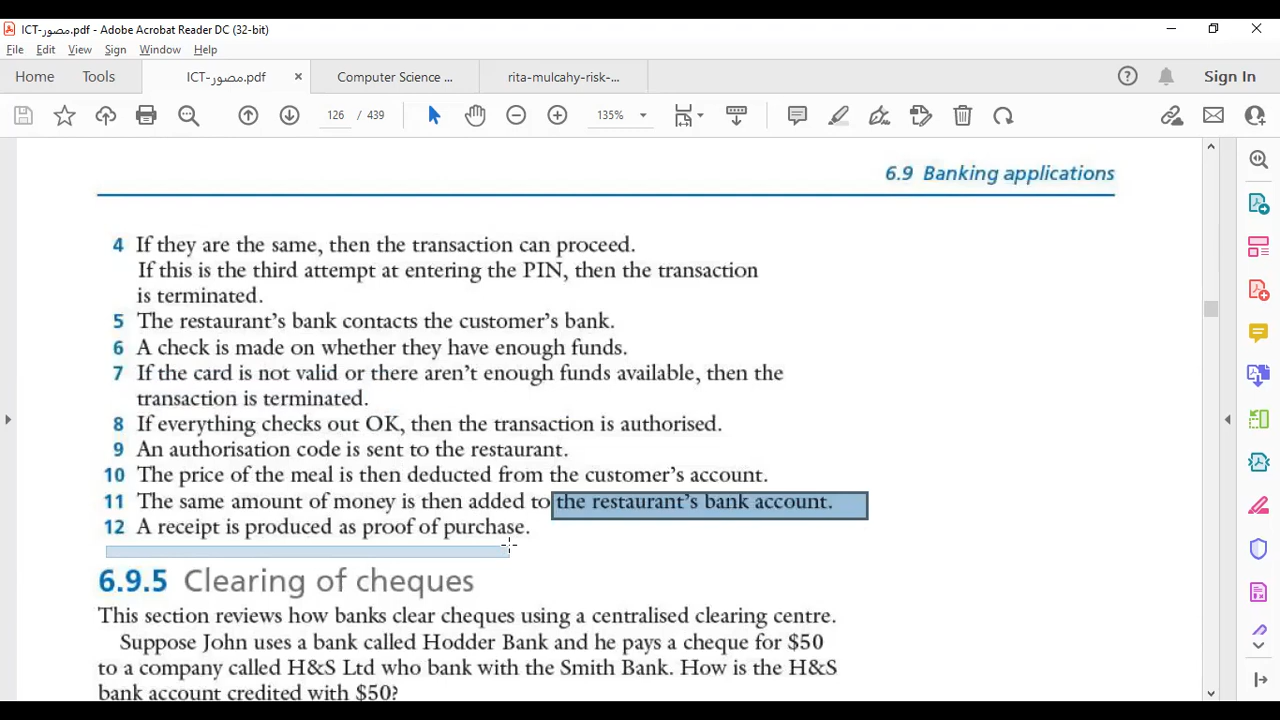 ICT-مصور.pdf - Adobe Acrobat Reader DC (32-bit)
File Edit View Sign Window Help
Home Tools ICT-مصور.pdf × Computer Science ... rita-mulcahy-risk-... Sign In
126 / 439 135%
6.9 Banking applications
4 If they are the same, then the transaction can proceed.
If this is the third attempt at entering the PIN, then the transaction
is terminated.
5 The restaurant's bank contacts the customer's bank.
6 A check is made on whether they have enough funds.
7 If the card is not valid or there aren't enough funds available, then the
transaction is terminated.
8 If everything checks out OK, then the transaction is authorised.
9 An authorisation code is sent to the restaurant.
10 The price of the meal is then deducted from the customer's account.
11 The same amount of money is then added to the restaurant's bank account.
12 A receipt is produced as proof of purchase.
6.9.5 Clearing of cheques
This section reviews how banks clear cheques using a centralised clearing centre.
Suppose John uses a bank called Hodder Bank and he pays a cheque for $50
to a company called H&S Ltd who bank with the Smith Bank. How is the H&S
bank account credited with $50?